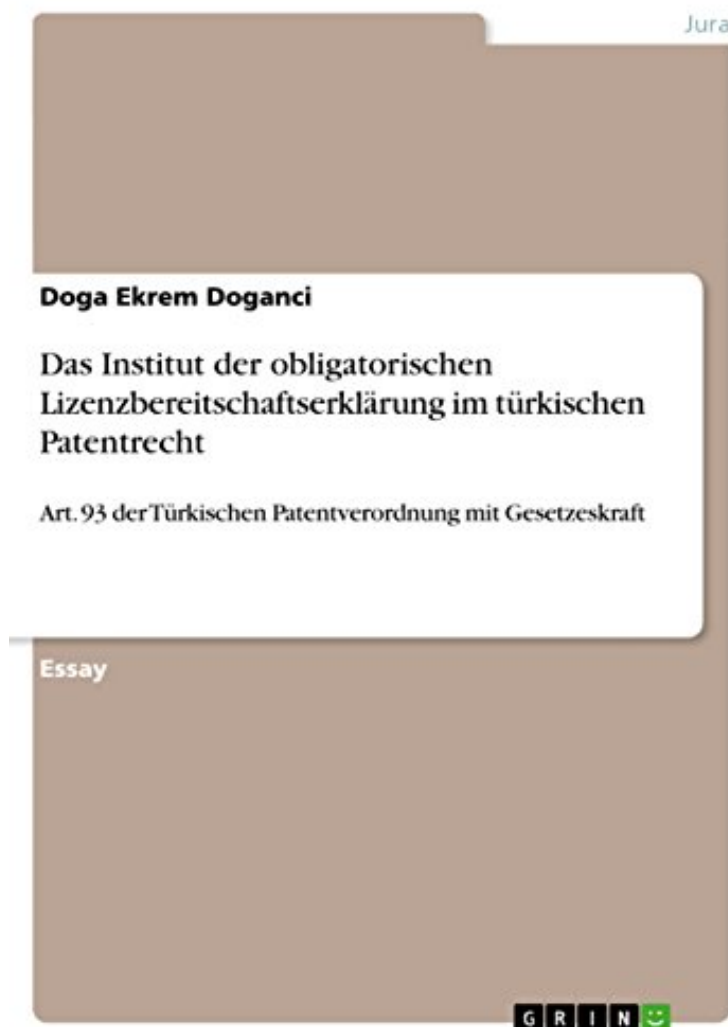 Jura
Doga Ekrem Doganci
Das Institut der obligatorischen
Lizenzbereitschaftserklärung im türkischen
Patentrecht
Art. 93 der Türkischen Patentverordnung mit Gesetzeskraft
Essay
GRIN